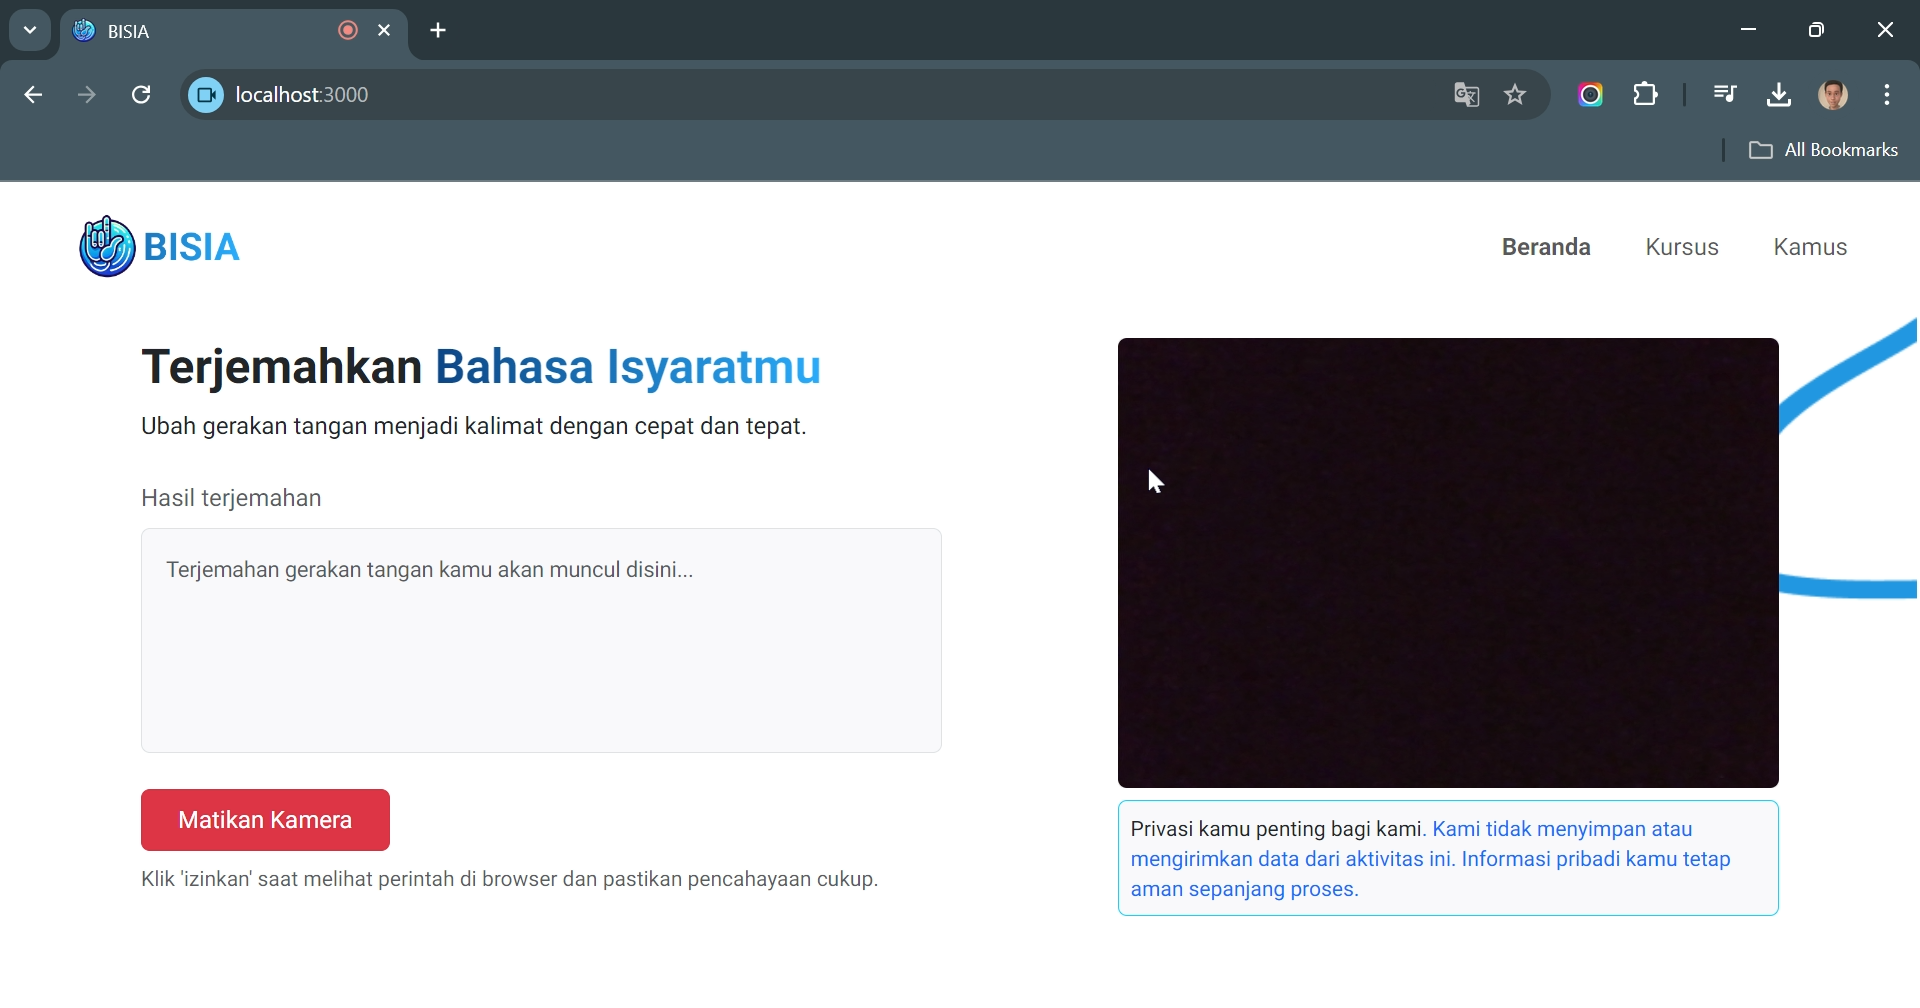 BISIA
localhost:3000
All Bookmarks
BISIA
Beranda
Kursus
Kamus
Terjemahkan Bahasa Isyaratmu
Ubah gerakan tangan menjadi kalimat dengan cepat dan tepat.
Hasil terjemahan
Terjemahan gerakan tangan kamu akan muncul disini...
Matikan Kamera
Klik 'izinkan' saat melihat perintah di browser dan pastikan pencahayaan cukup.
Privasi kamu penting bagi kami. Kami tidak menyimpan atau
mengirimkan data dari aktivitas ini. Informasi pribadi kamu tetap
aman sepanjang proses.